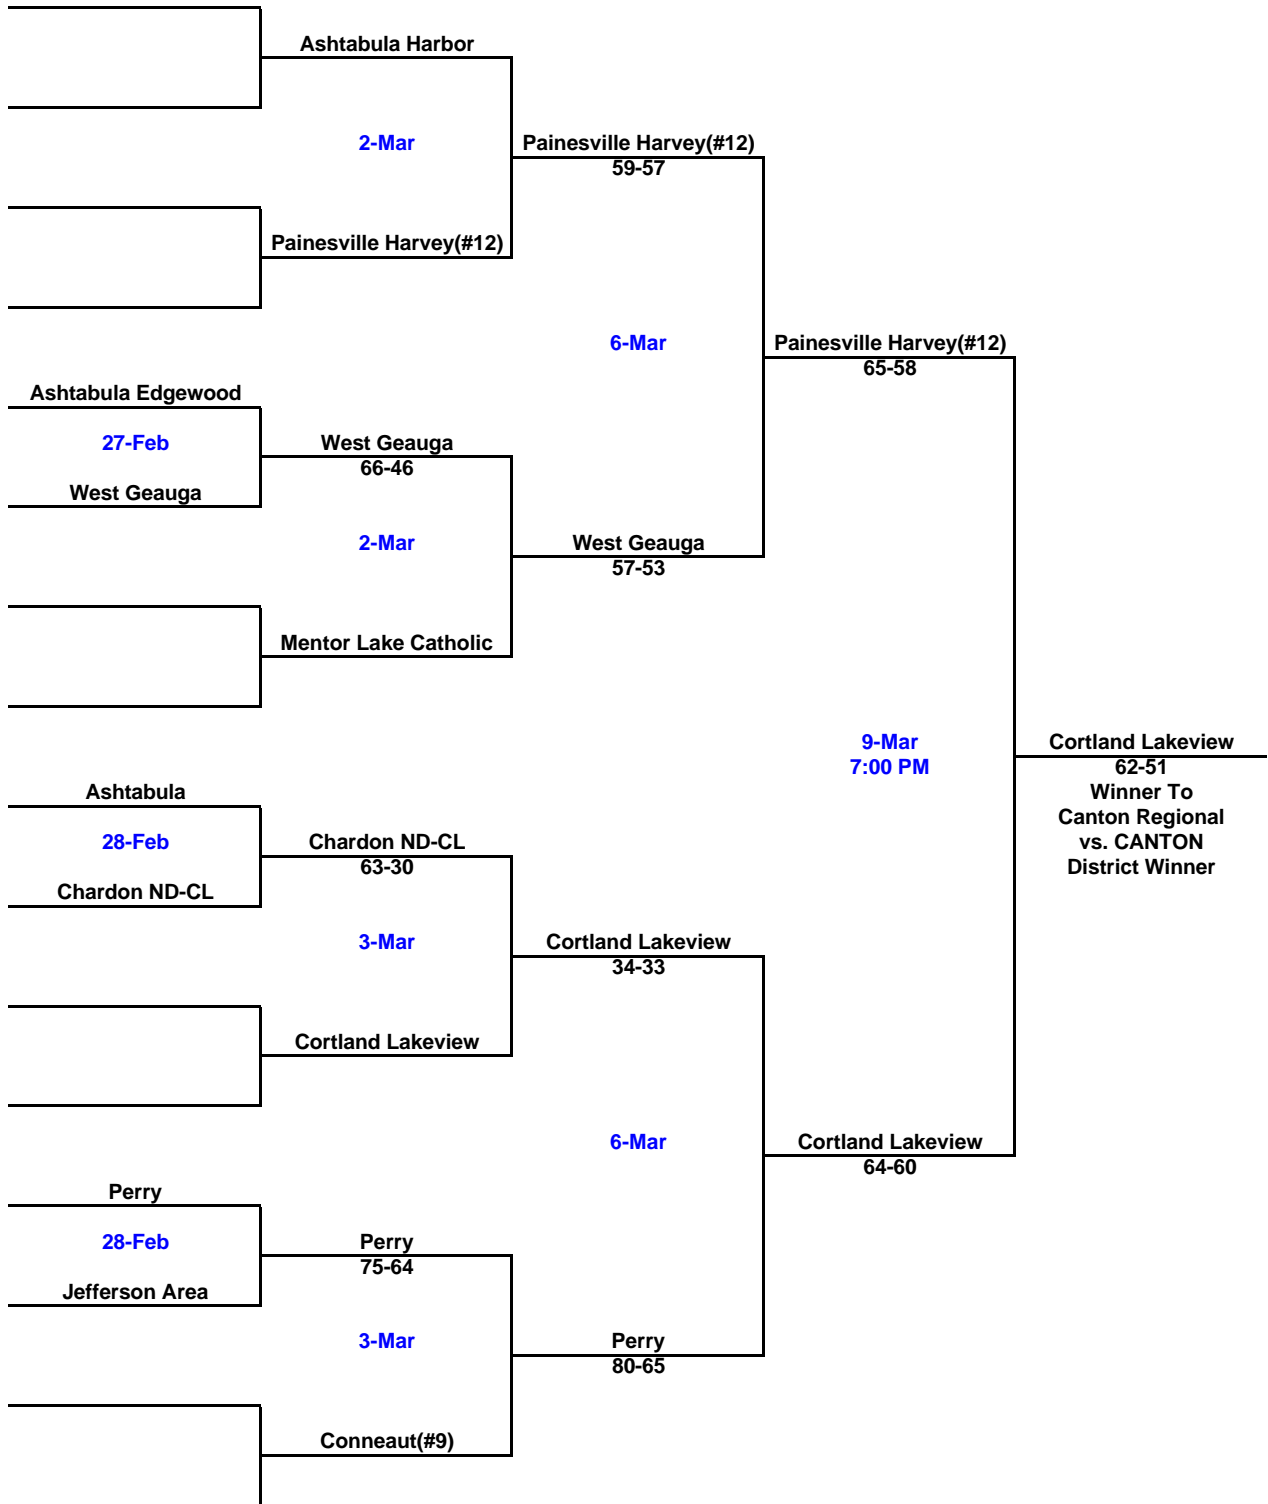 Ashtabula Harbor
2-Mar
Painesville Harvey(#12)
59-57
Painesville Harvey(#12)
6-Mar
Painesville Harvey(#12)
65-58
Ashtabula Edgewood
27-Feb
West Geauga
66-46
West Geauga
2-Mar
West Geauga
57-53
Mentor Lake Catholic
9-Mar
7:00 PM
Cortland Lakeview
62-51
Winner To
Canton Regional
vs. CANTON
District Winner
Ashtabula
28-Feb
Chardon ND-CL
63-30
Chardon ND-CL
3-Mar
Cortland Lakeview
34-33
Cortland Lakeview
6-Mar
Cortland Lakeview
64-60
Perry
28-Feb
Perry
75-64
Jefferson Area
3-Mar
Perry
80-65
Conneaut(#9)